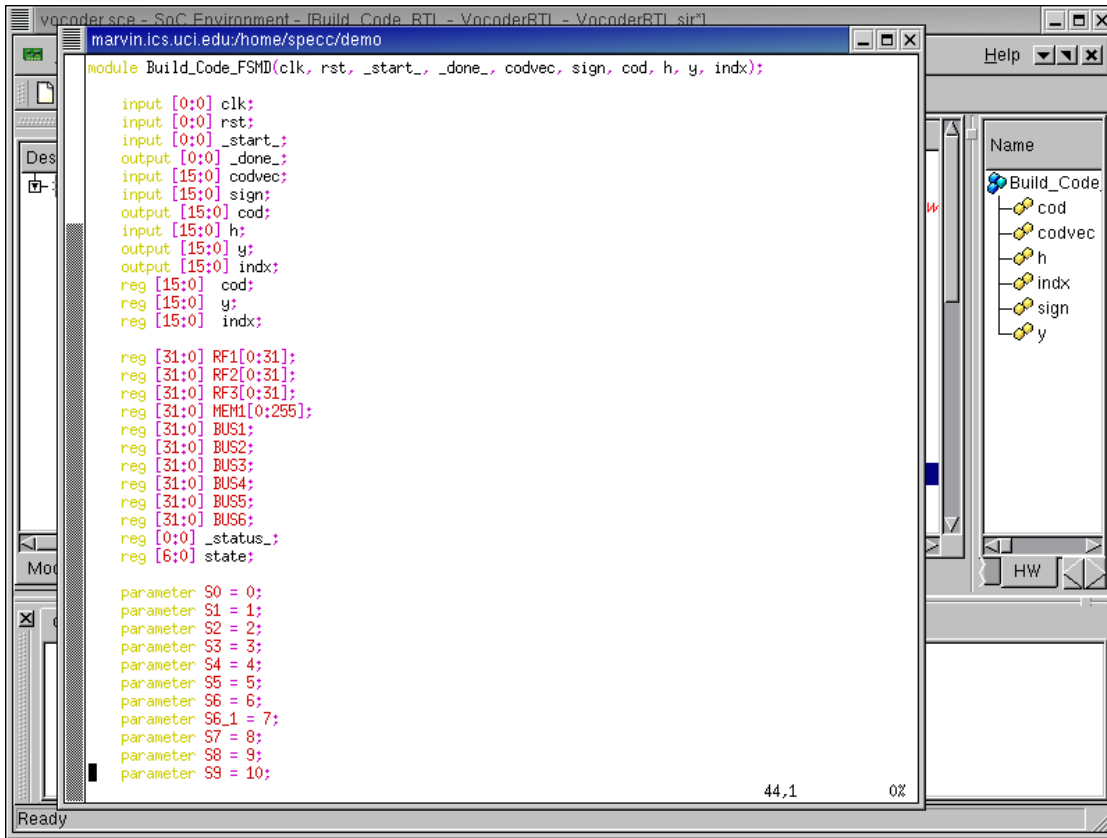 vocoder.sce - SoC Environment - [Build_Code_RTL - VocoderRTL - VocoderRTL.sir*]
marvin.ics.uci.edu:/home/specc/demo
Help
module Build_Code_FSMD(clk, rst, _start_, _done_, codvec, sign, cod, h, y, indx);
input [0:0] clk;
input [0:0] rst;
input [0:0] _start_;
output [0:0] _done_;
input [15:0] codvec;
input [15:0] sign;
output [15:0] cod;
input [15:0] h;
output [15:0] y;
output [15:0] indx;
reg [15:0]  cod;
reg [15:0]  y;
reg [15:0]  indx;
reg [31:0] RF1[0:31];
reg [31:0] RF2[0:31];
reg [31:0] RF3[0:31];
reg [31:0] MEM1[0:255];
reg [31:0] BUS1;
reg [31:0] BUS2;
reg [31:0] BUS3;
reg [31:0] BUS4;
reg [31:0] BUS5;
reg [31:0] BUS6;
reg [0:0] _status_;
reg [6:0] state;
parameter S0 = 0;
parameter S1 = 1;
parameter S2 = 2;
parameter S3 = 3;
parameter S4 = 4;
parameter S5 = 5;
parameter S6 = 6;
parameter S6_1 = 7;
parameter S7 = 8;
parameter S8 = 9;
parameter S9 = 10;
44,1 0%
Des
Mod
Name
Build_Code
cod
codvec
h
indx
sign
y
HW
Ready